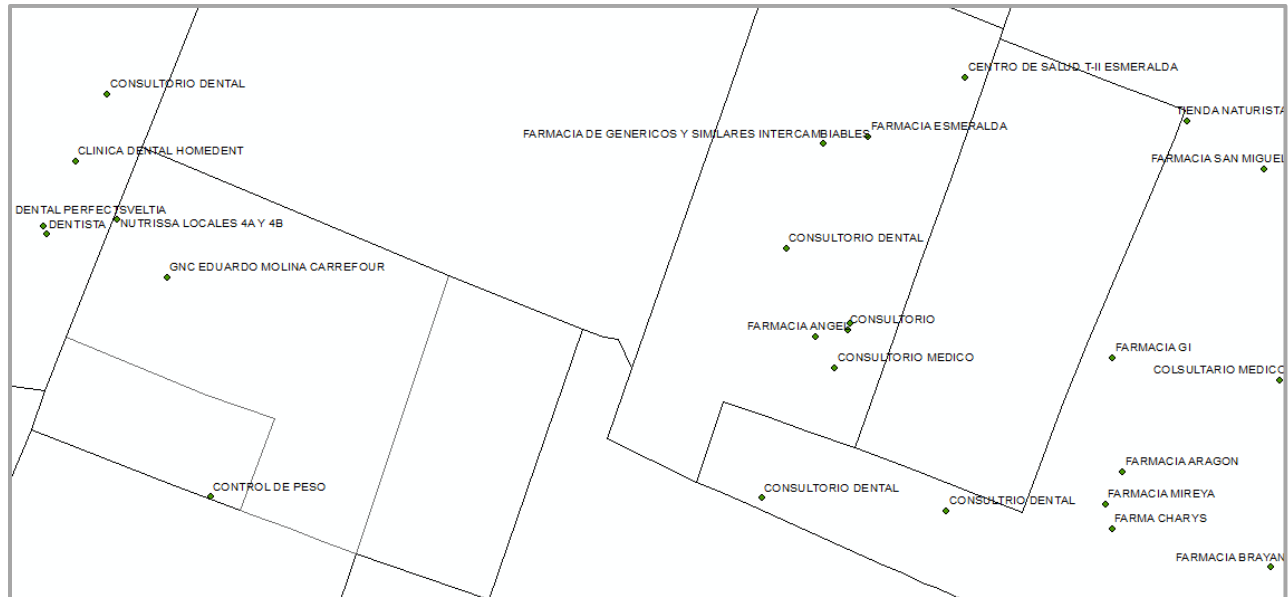 CENTRO DE SALUD T-II ESMERALDA
CONSULTORIO DENTAL
TIENDA NATURISTA
FARMACIA DE GENERICOS Y SIMILARES INTERCAMBIABLES
FARMACIA ESMERALDA
CLINICA DENTAL HOMEDENT
FARMACIA SAN MIGUEL
DENTAL PERFECTSVELTIA
DENTISTA
NUTRISSA LOCALES 4A Y 4B
CONSULTORIO DENTAL
GNC EDUARDO MOLINA CARREFOUR
FARMACIA ANGEL
CONSULTORIO
FARMACIA GI
CONSULTORIO MEDICO
COLSULTARIO MEDICO
FARMACIA ARAGON
CONTROL DE PESO
CONSULTORIO DENTAL
CONSULTRIO DENTAL
FARMACIA MIREYA
FARMA CHARYS
FARMACIA BRAYAN